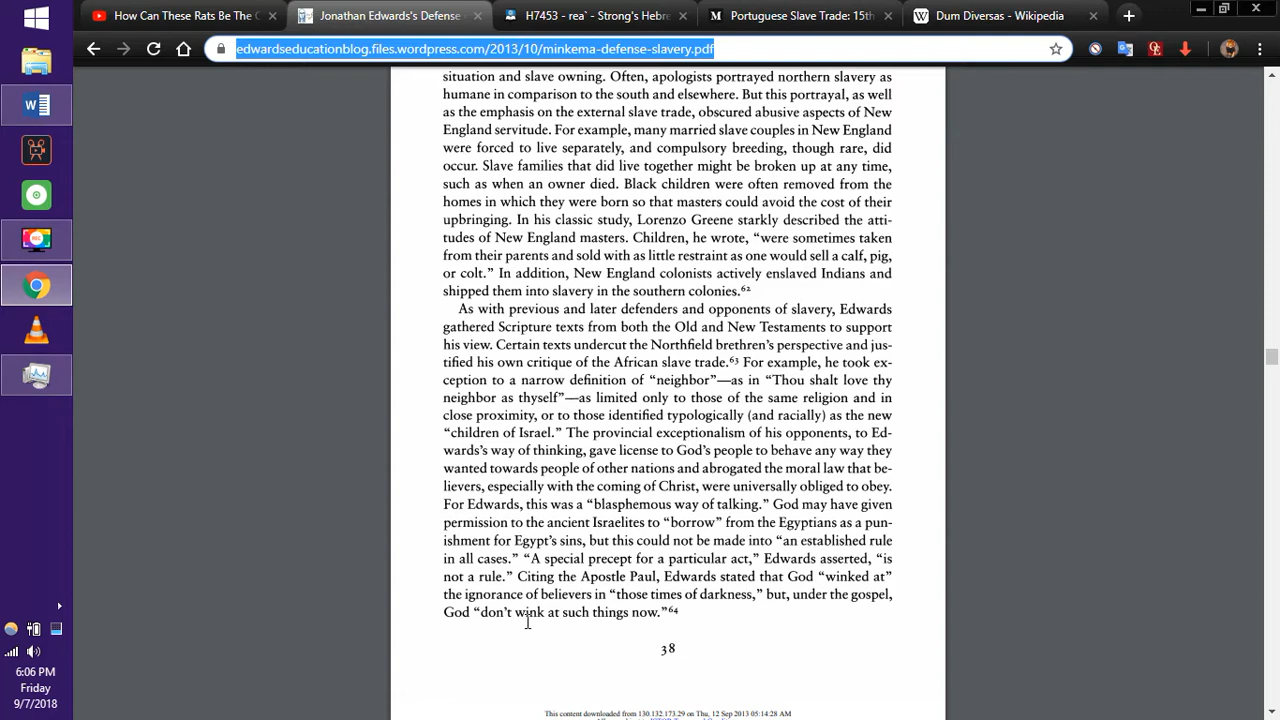 How Can These Rats Be The C
Jonathan Edwards's Defense
H7453 - rea` - Strong's Hebre
Portuguese Slave Trade: 15th
Dum Diversas - Wikipedia
edwardseducationblog.files.wordpress.com/2013/10/minkema-defense-slavery.pdf
situation and slave owning. Often, apologists portrayed northern slavery as
humane in comparison to the south and elsewhere. But this portrayal, as well
as the emphasis on the external slave trade, obscured abusive aspects of New
England servitude. For example, many married slave couples in New England
were forced to live separately, and compulsory breeding, though rare, did
occur. Slave families that did live together might be broken up at any time,
such as when an owner died. Black children were often removed from the
homes in which they were born so that masters could avoid the cost of their
upbringing. In his classic study, Lorenzo Greene starkly described the atti-
tudes of New England masters. Children, he wrote, “were sometimes taken
from their parents and sold with as little restraint as one would sell a calf, pig,
or colt.” In addition, New England colonists actively enslaved Indians and
shipped them into slavery in the southern colonies.⁶²
As with previous and later defenders and opponents of slavery, Edwards
gathered Scripture texts from both the Old and New Testaments to support
his view. Certain texts undercut the Northfield brethren’s perspective and jus-
tified his own critique of the African slave trade.⁶³ For example, he took ex-
ception to a narrow definition of “neighbor”—as in “Thou shalt love thy
neighbor as thyself”—as limited only to those of the same religion and in
close proximity, or to those identified typologically (and racially) as the new
“children of Israel.” The provincial exceptionalism of his opponents, to Ed-
wards’s way of thinking, gave license to God’s people to behave any way they
wanted towards people of other nations and abrogated the moral law that be-
lievers, especially with the coming of Christ, were universally obliged to obey.
For Edwards, this was a “blasphemous way of talking.” God may have given
permission to the ancient Israelites to “borrow” from the Egyptians as a pun-
ishment for Egypt’s sins, but this could not be made into “an established rule
in all cases.” “A special precept for a particular act,” Edwards asserted, “is
not a rule.” Citing the Apostle Paul, Edwards stated that God “winked at”
the ignorance of believers in “those times of darkness,” but, under the gospel,
God “don’t wink at such things now.”⁶⁴
38
This content downloaded from 130.132.173.29 on Thu, 12 Sep 2013 05:14:28 AM
6:06 PM
Friday
9/7/2018